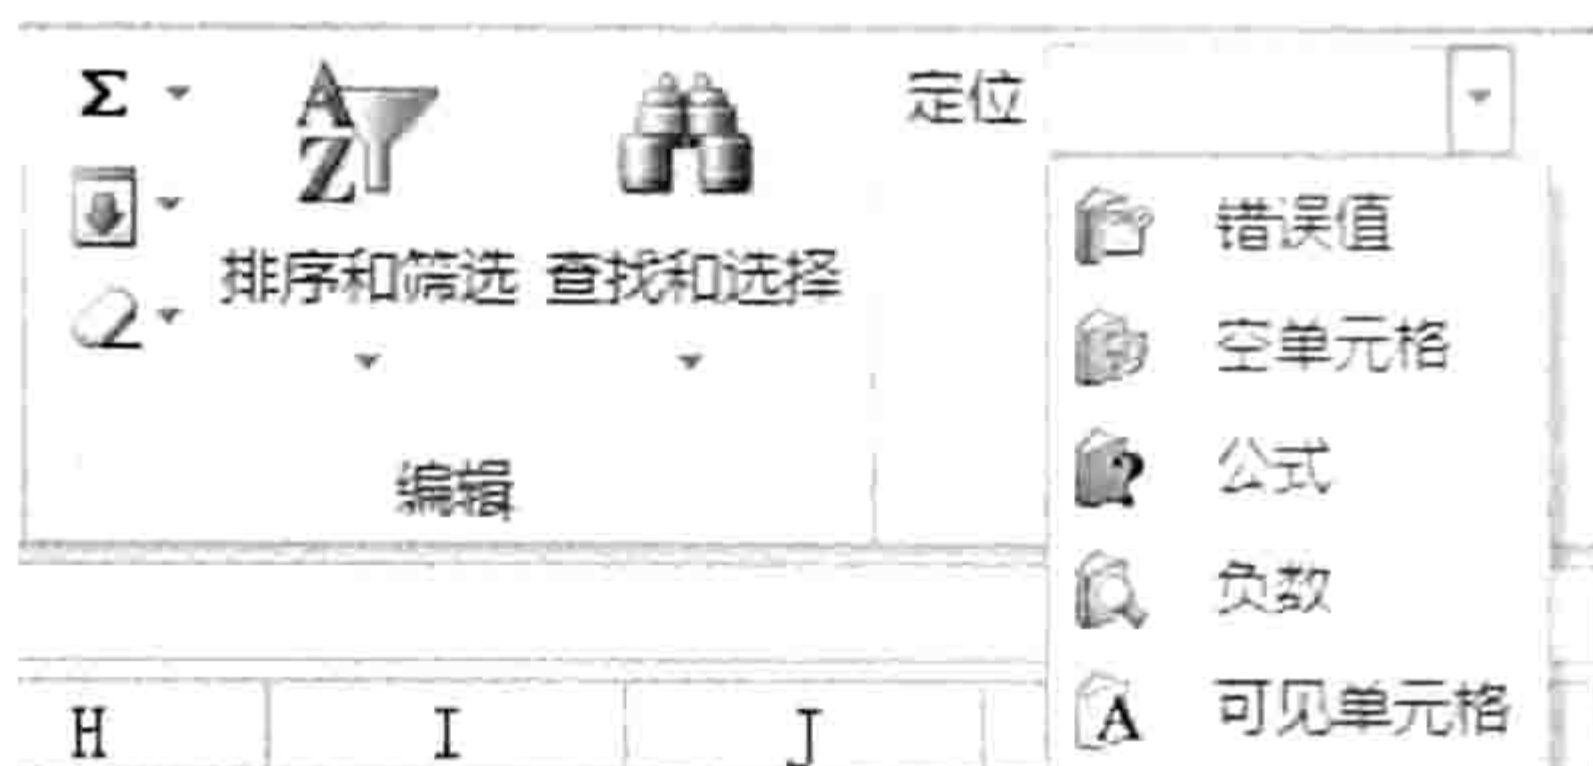 Σ
定位
错误值
排序和筛选 查找和选择
空单元格
公式
编辑
负数
可见单元格
H I J